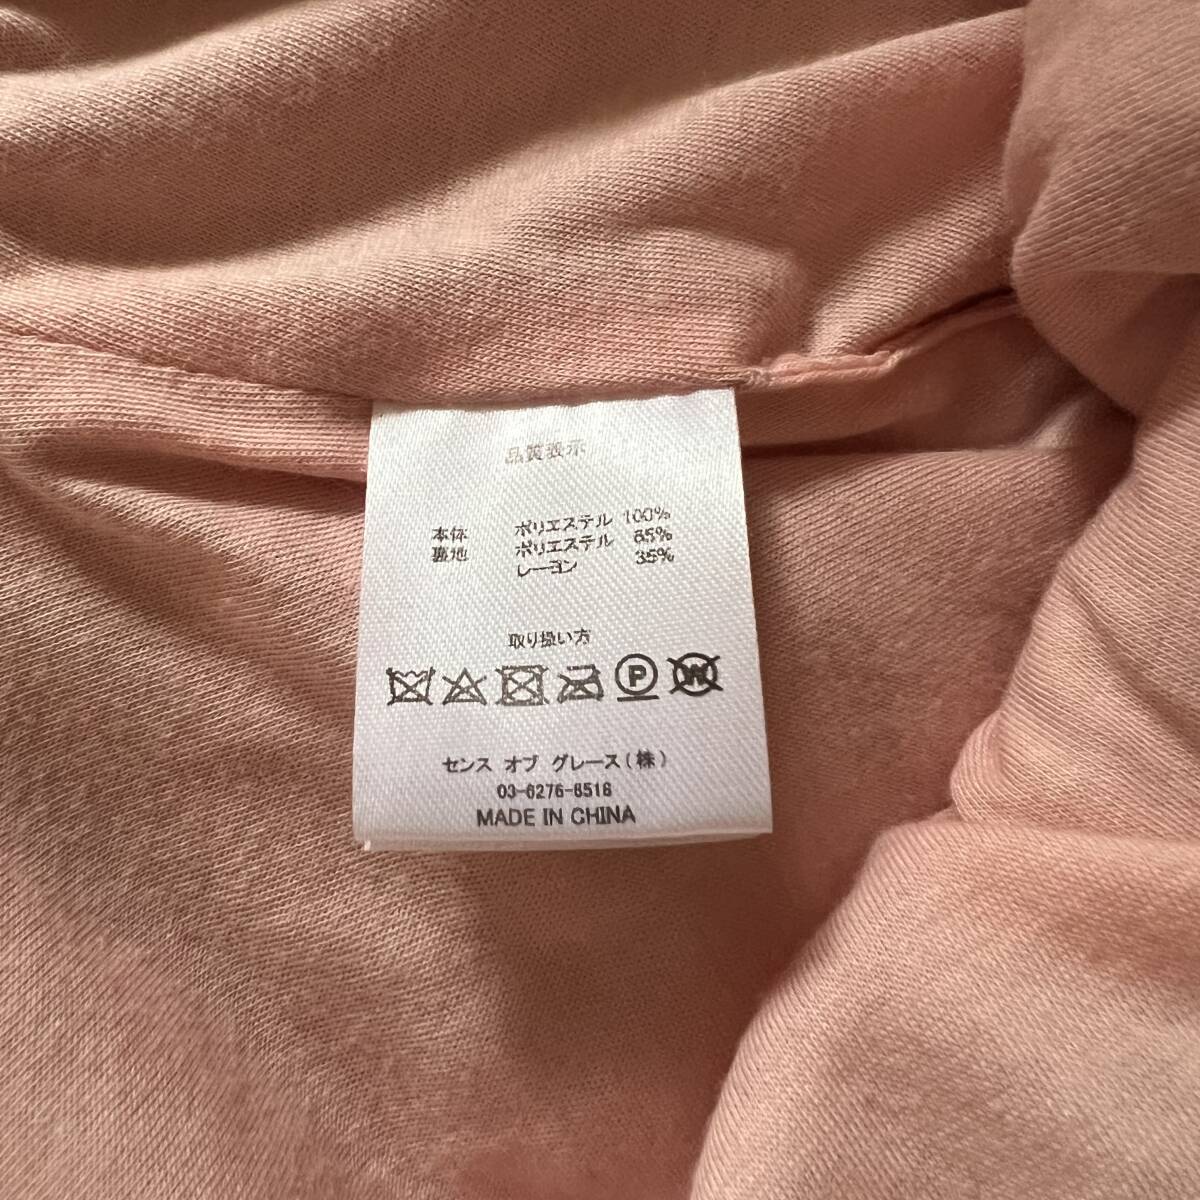 品質表示
本体 ポリエステル 100%
裏地 ポリエステル 65%
レーヨン 35%
取り扱い方
P W
センス オブ グレース(株)
03-6276-6516
MADE IN CHINA